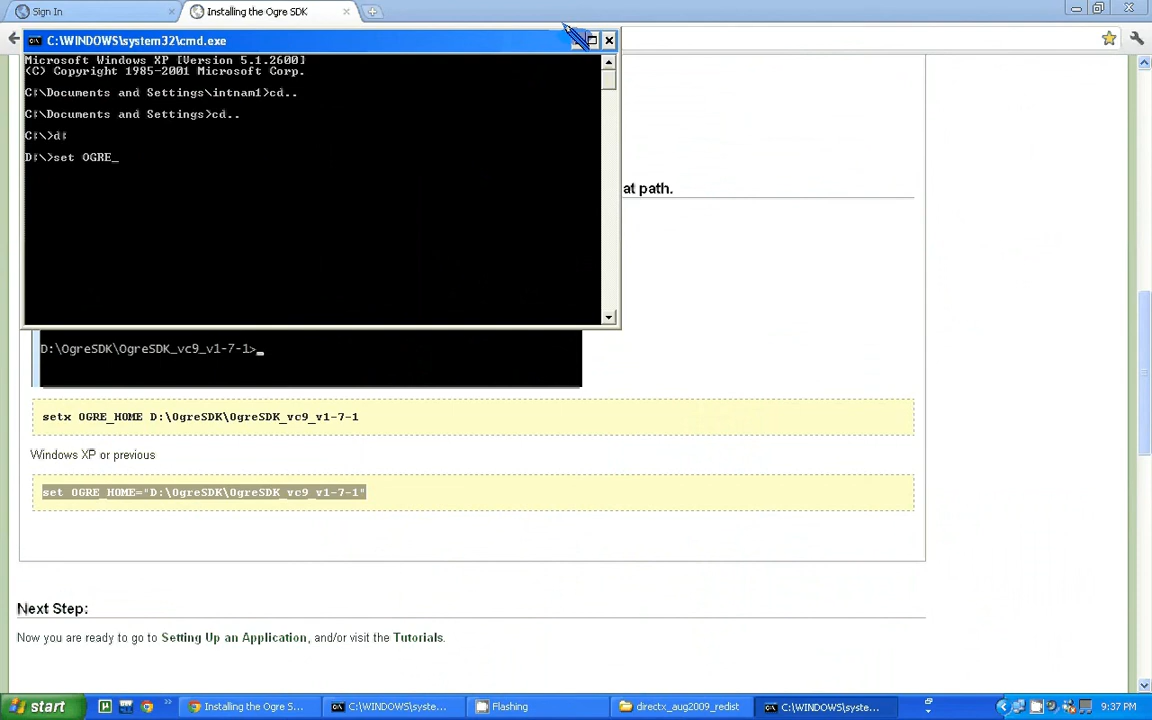 Sign In
Installing the Ogre SDK
C:\WINDOWS\system32\cmd.exe
Microsoft Windows XP [Version 5.1.2600]
(C) Copyright 1985-2001 Microsoft Corp.
C:\Documents and Settings\intnam1>cd..
C:\Documents and Settings>cd..
C:\>d:
D:\>set OGRE_
at path.
D:\OgreSDK\OgreSDK_vc9_v1-7-1>_
setx OGRE_HOME D:\OgreSDK\OgreSDK_vc9_v1-7-1
Windows XP or previous
set OGRE_HOME="D:\OgreSDK\OgreSDK_vc9_v1-7-1"
Next Step:
Now you are ready to go to Setting Up an Application, and/or visit the Tutorials.
start
Installing the Ogre S...
C:\WINDOWS\syste...
Flashing
directx_aug2009_redist
C:\WINDOWS\syste...
9:37 PM